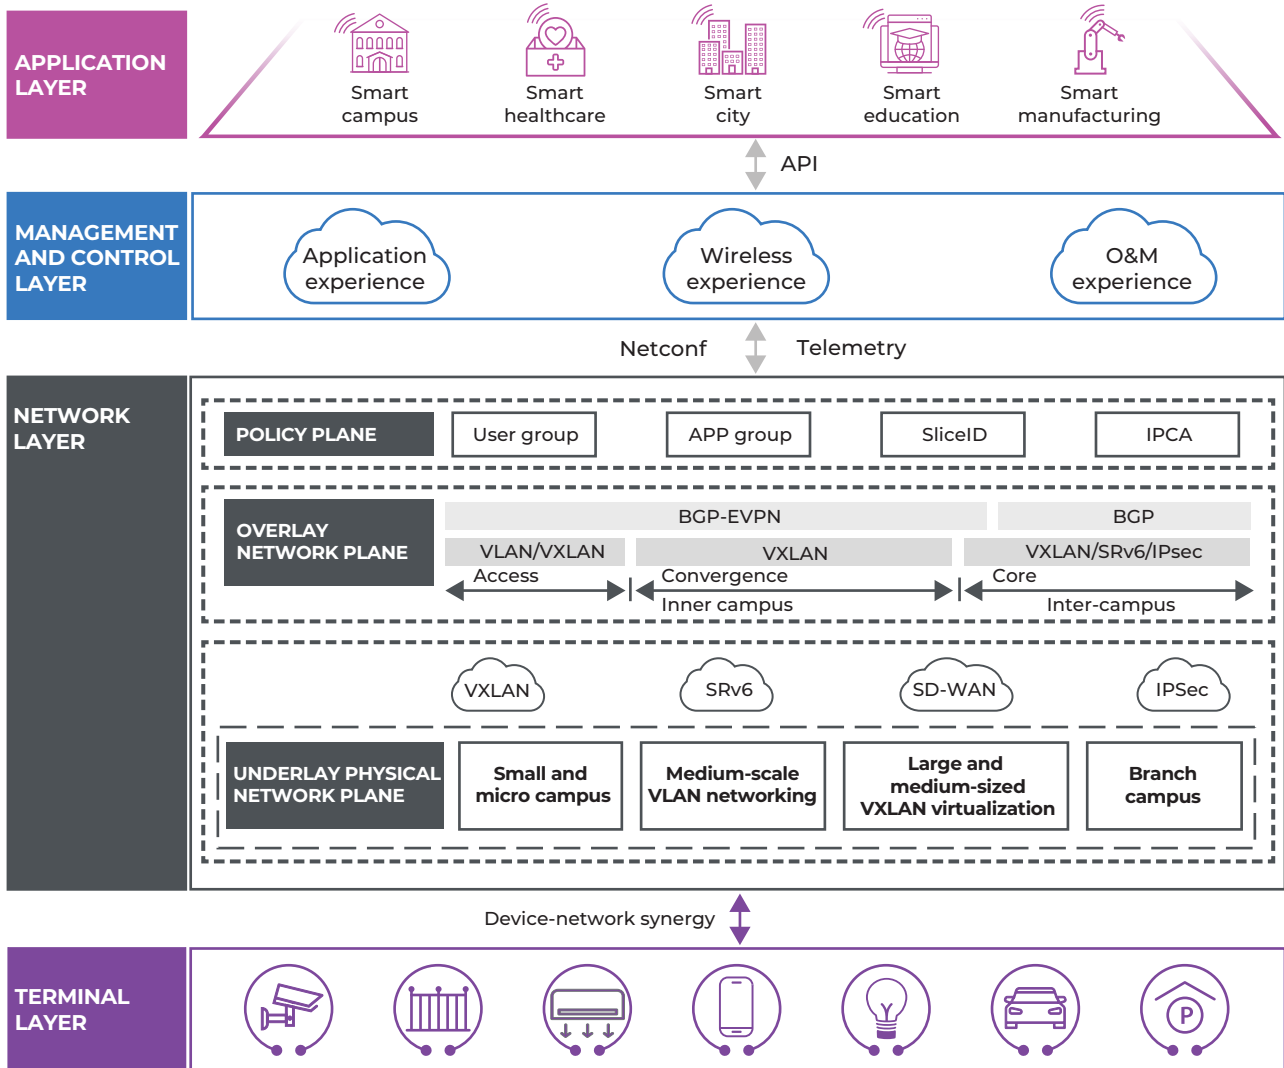 APPLICATION
LAYER
Smart
campus
Smart
healthcare
Smart
city
Smart
education
Smart
manufacturing
API
MANAGEMENT
AND CONTROL
LAYER
Application
experience
Wireless
experience
O&M
experience
Netconf
Telemetry
NETWORK
LAYER
POLICY PLANE
User group
APP group
SliceID
IPCA
OVERLAY
NETWORK PLANE
BGP-EVPN
BGP
VLAN/VXLAN
VXLAN
VXLAN/SRv6/IPsec
Access
Convergence
Core
Inner campus
Inter-campus
VXLAN
SRv6
SD-WAN
IPSec
UNDERLAY PHYSICAL
NETWORK PLANE
Small and
micro campus
Medium-scale
VLAN networking
Large and
medium-sized
VXLAN virtualization
Branch
campus
Device-network synergy
TERMINAL
LAYER
P